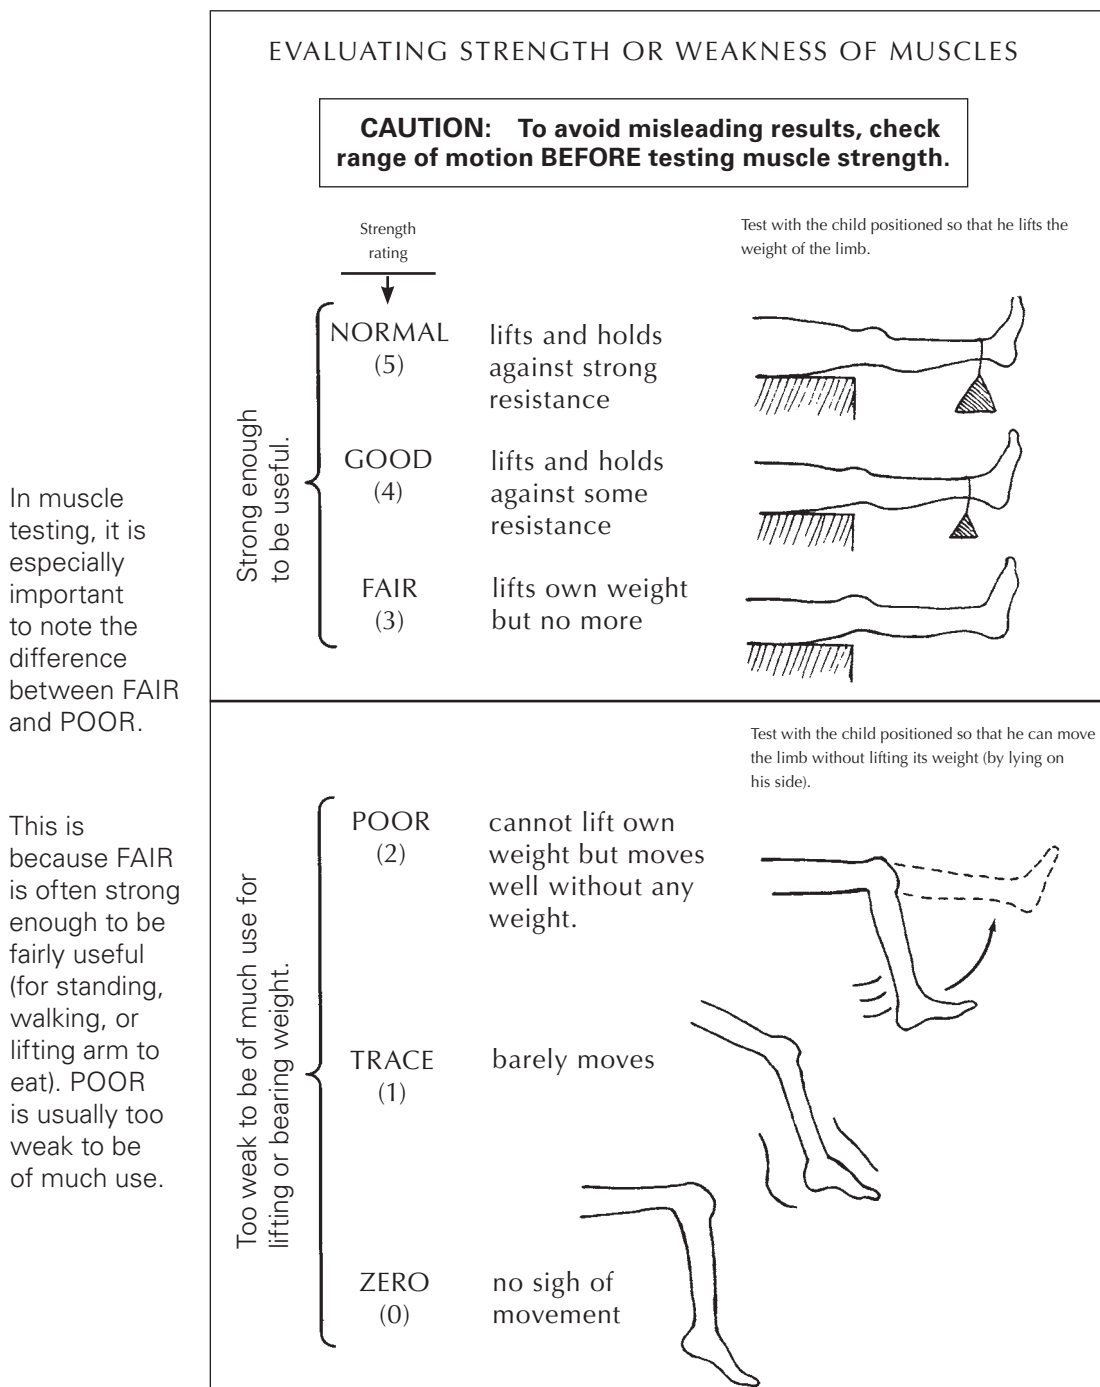 EVALUATING STRENGTH OR WEAKNESS OF MUSCLES
CAUTION: To avoid misleading results, check
range of motion BEFORE testing muscle strength.
Strength
rating
Test with the child positioned so that he lifts the
weight of the limb.
Strong enough
to be useful.
NORMAL
(5)
lifts and holds
against strong
resistance
GOOD
(4)
lifts and holds
against some
resistance
FAIR
(3)
lifts own weight
but no more
In muscle
testing, it is
especially
important
to note the
difference
between FAIR
and POOR.
This is
because FAIR
is often strong
enough to be
fairly useful
(for standing,
walking, or
lifting arm to
eat). POOR
is usually too
weak to be
of much use.
Test with the child positioned so that he can move
the limb without lifting its weight (by lying on
his side).
Too weak to be of much use for
lifting or bearing weight.
POOR
(2)
cannot lift own
weight but moves
well without any
weight.
TRACE
(1)
barely moves
ZERO
(0)
no sigh of
movement